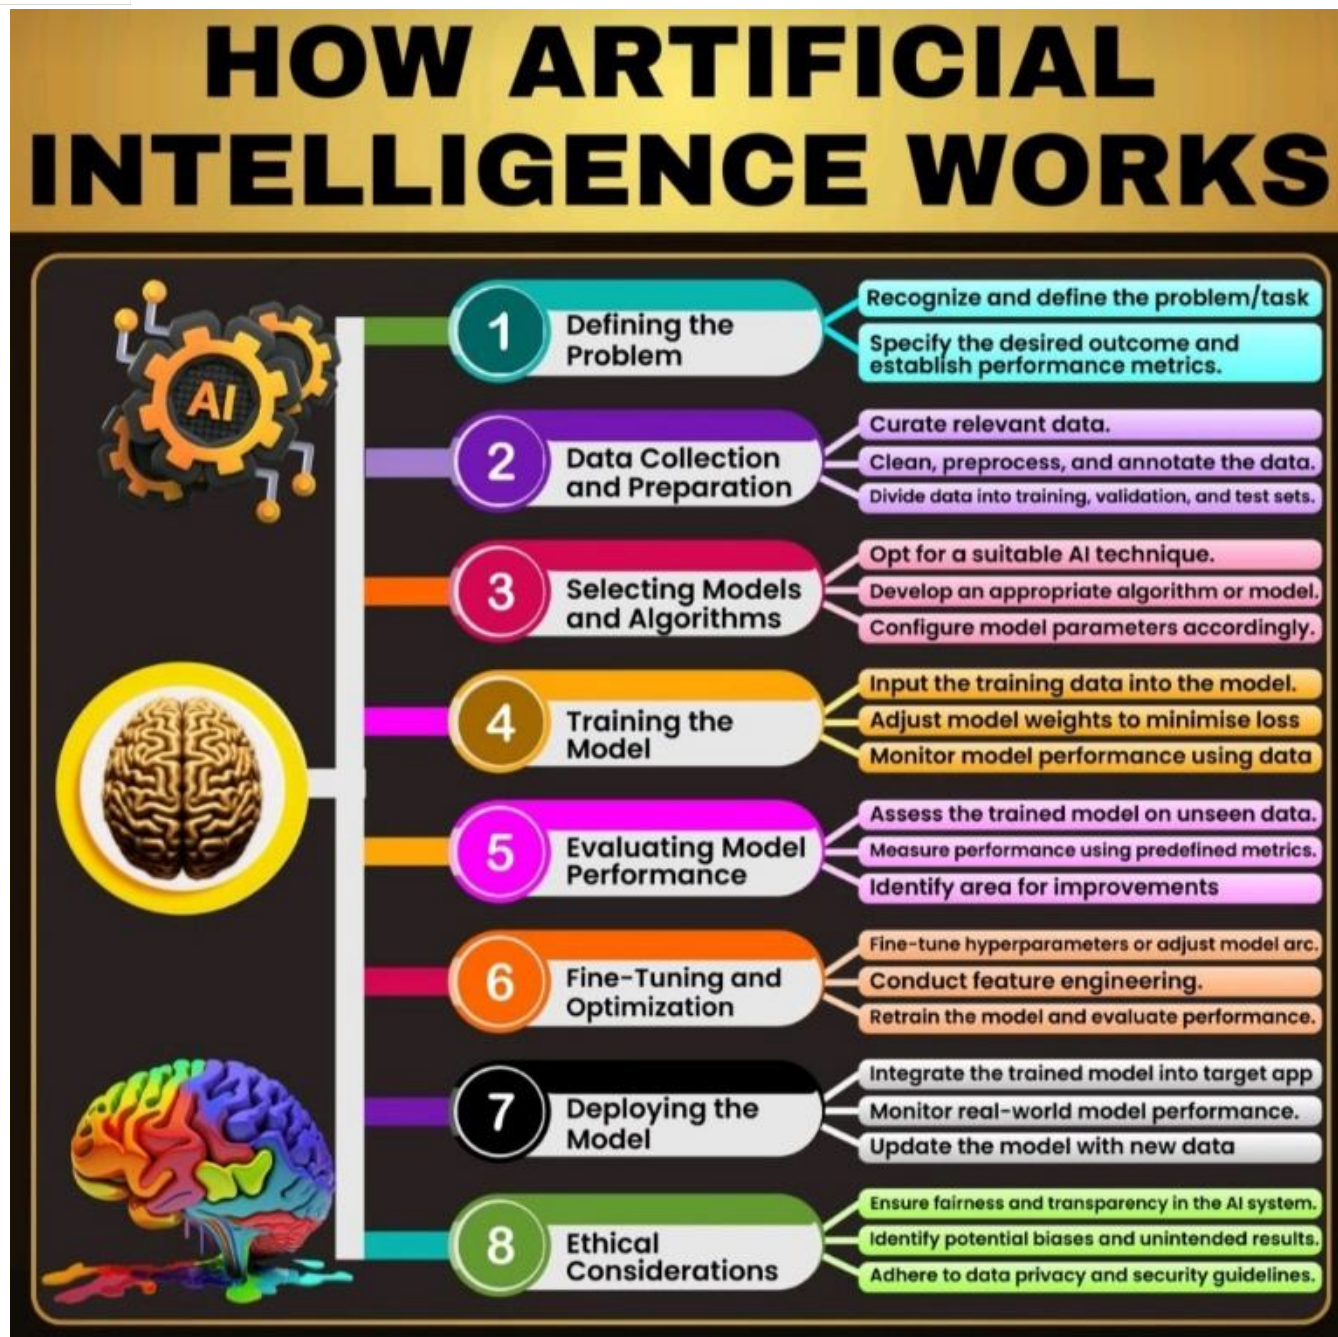 HOW ARTIFICIAL
INTELLIGENCE WORKS
AI
1
Defining the
Problem
Recognize and define the problem/task
Specify the desired outcome and
establish performance metrics.
2
Data Collection
and Preparation
Curate relevant data.
Clean, preprocess, and annotate the data.
Divide data into training, validation, and test sets.
3
Selecting Models
and Algorithms
Opt for a suitable AI technique.
Develop an appropriate algorithm or model.
Configure model parameters accordingly.
4
Training the
Model
Input the training data into the model.
Adjust model weights to minimise loss
Monitor model performance using data
5
Evaluating Model
Performance
Assess the trained model on unseen data.
Measure performance using predefined metrics.
Identify area for improvements
6
Fine-Tuning and
Optimization
Fine-tune hyperparameters or adjust model arc.
Conduct feature engineering.
Retrain the model and evaluate performance.
7
Deploying the
Model
Integrate the trained model into target app
Monitor real-world model performance.
Update the model with new data
8
Ethical
Considerations
Ensure fairness and transparency in the AI system.
Identify potential biases and unintended results.
Adhere to data privacy and security guidelines.